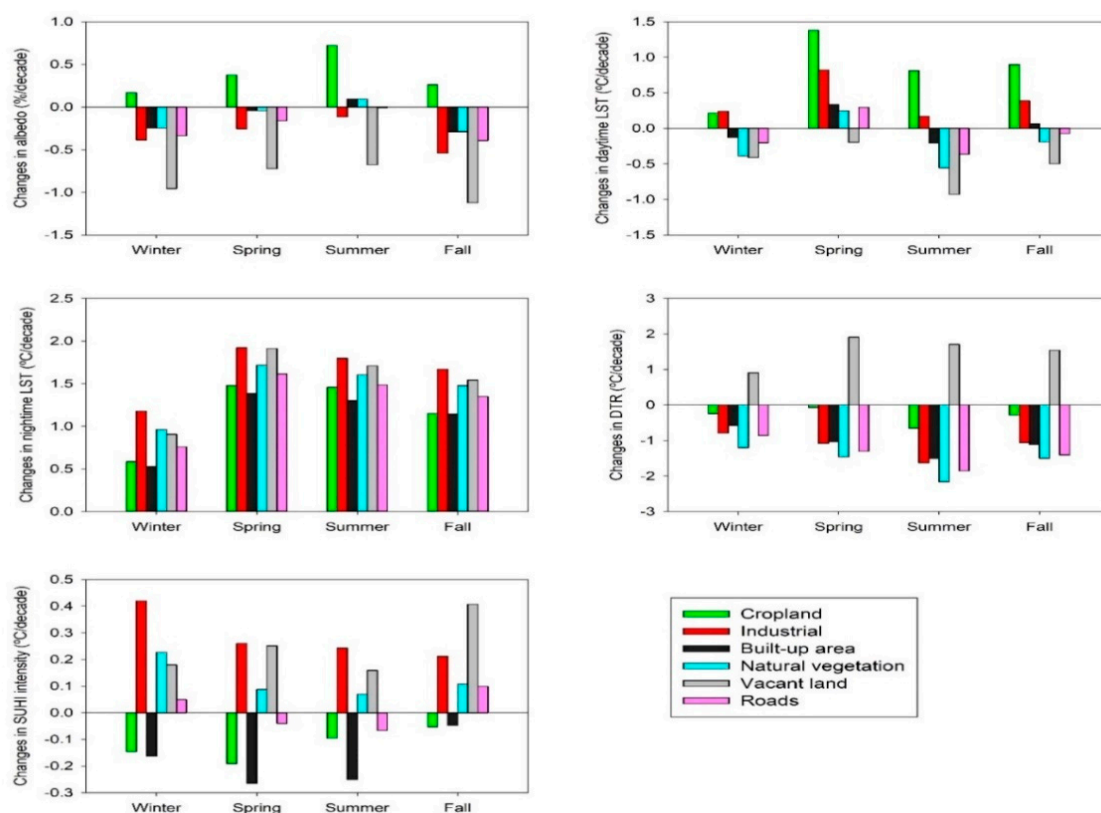 Changes in albedo (%/decade)
1.0
0.5
0.0
-0.5
-1.0
-1.5
Winter Spring Summer Fall
Changes in daytime LST (ºC/decade)
1.5
1.0
0.5
0.0
-0.5
-1.0
-1.5
Winter Spring Summer Fall
Changes in nightime LST (ºC/decade)
2.5
2.0
1.5
1.0
0.5
0.0
Winter Spring Summer Fall
Changes in DTR (ºC/decade)
3
2
1
0
-1
-2
-3
Winter Spring Summer Fall
Changes in SUHI intensity (ºC/decade)
0.5
0.4
0.3
0.2
0.1
0.0
-0.1
-0.2
-0.3
Winter Spring Summer Fall
Cropland
Industrial
Built-up area
Natural vegetation
Vacant land
Roads